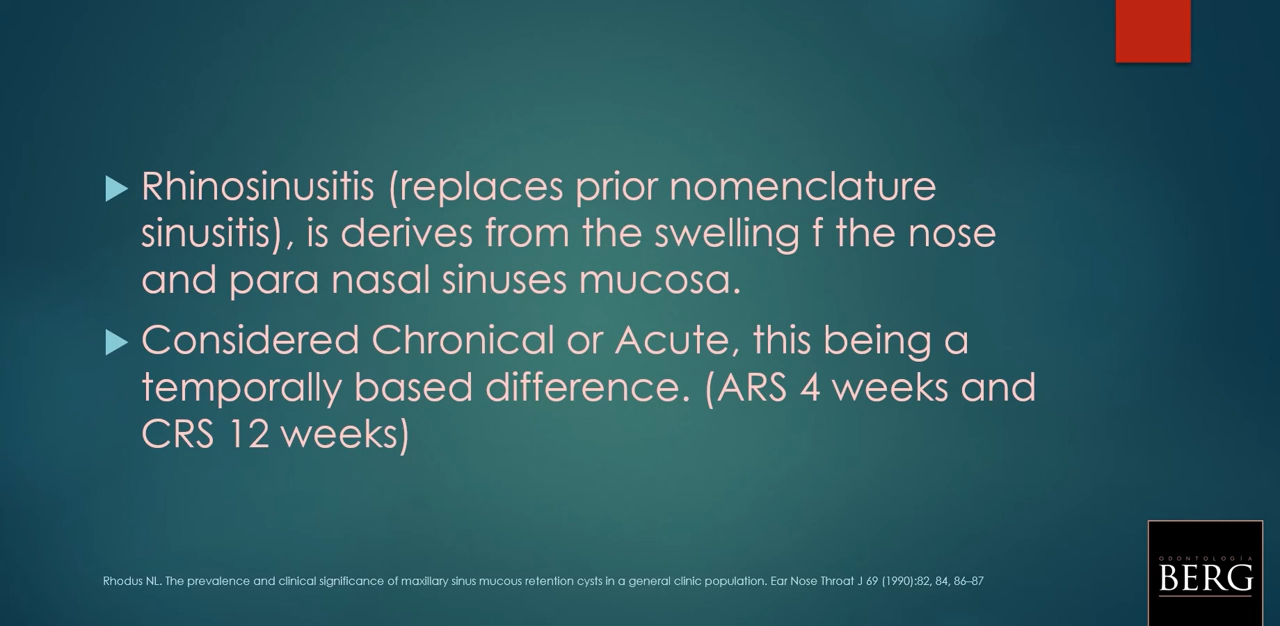 Rhinosinusitis (replaces prior nomenclature
sinusitis), is derives from the swelling f the nose
and para nasal sinuses mucosa.
Considered Chronical or Acute, this being a
temporally based difference. (ARS 4 weeks and
CRS 12 weeks)
Rhodus NL. The prevalence and clinical significance of maxillary sinus mucous retention cysts in a general clinic population. Ear Nose Throat J 69 (1990):82, 84, 86–87
ODONTOLOGIA
BERG